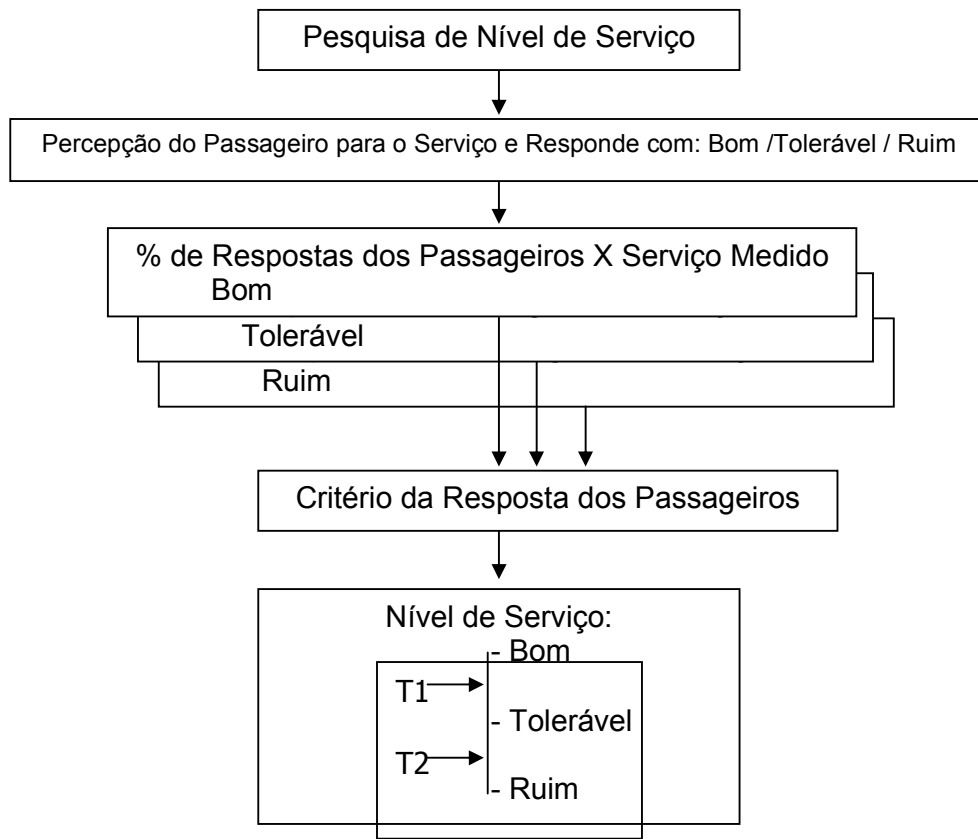 Pesquisa de Nível de Serviço
Percepção do Passageiro para o Serviço e Responde com: Bom /Tolerável / Ruim
% de Respostas dos Passageiros X Serviço Medido
Bom
Tolerável
Ruim
Critério da Resposta dos Passageiros
Nível de Serviço:
- Bom
T1
- Tolerável
T2
- Ruim